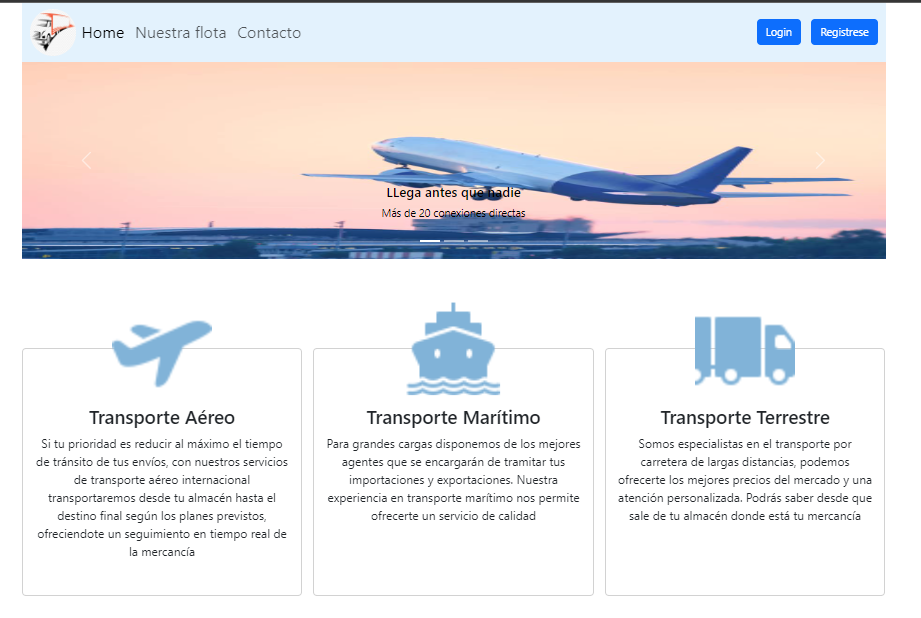 Home Nuestra flota Contacto Login Registrese
LLega antes que nadie
Más de 20 conexiones directas
Transporte Aéreo
Si tu prioridad es reducir al máximo el tiempo
de tránsito de tus envíos, con nuestros servicios
de transporte aéreo internacional
transportaremos desde tu almacén hasta el
destino final según los planes previstos,
ofreciendote un seguimiento en tiempo real de
la mercancía
Transporte Marítimo
Para grandes cargas disponemos de los mejores
agentes que se encargarán de tramitar tus
importaciones y exportaciones. Nuestra
experiencia en transporte marítimo nos permite
ofrecerte un servicio de calidad
Transporte Terrestre
Somos especialistas en el transporte por
carretera de largas distancias, podemos
ofrecerte los mejores precios del mercado y una
atención personalizada. Podrás saber desde que
sale de tu almacén donde está tu mercancía